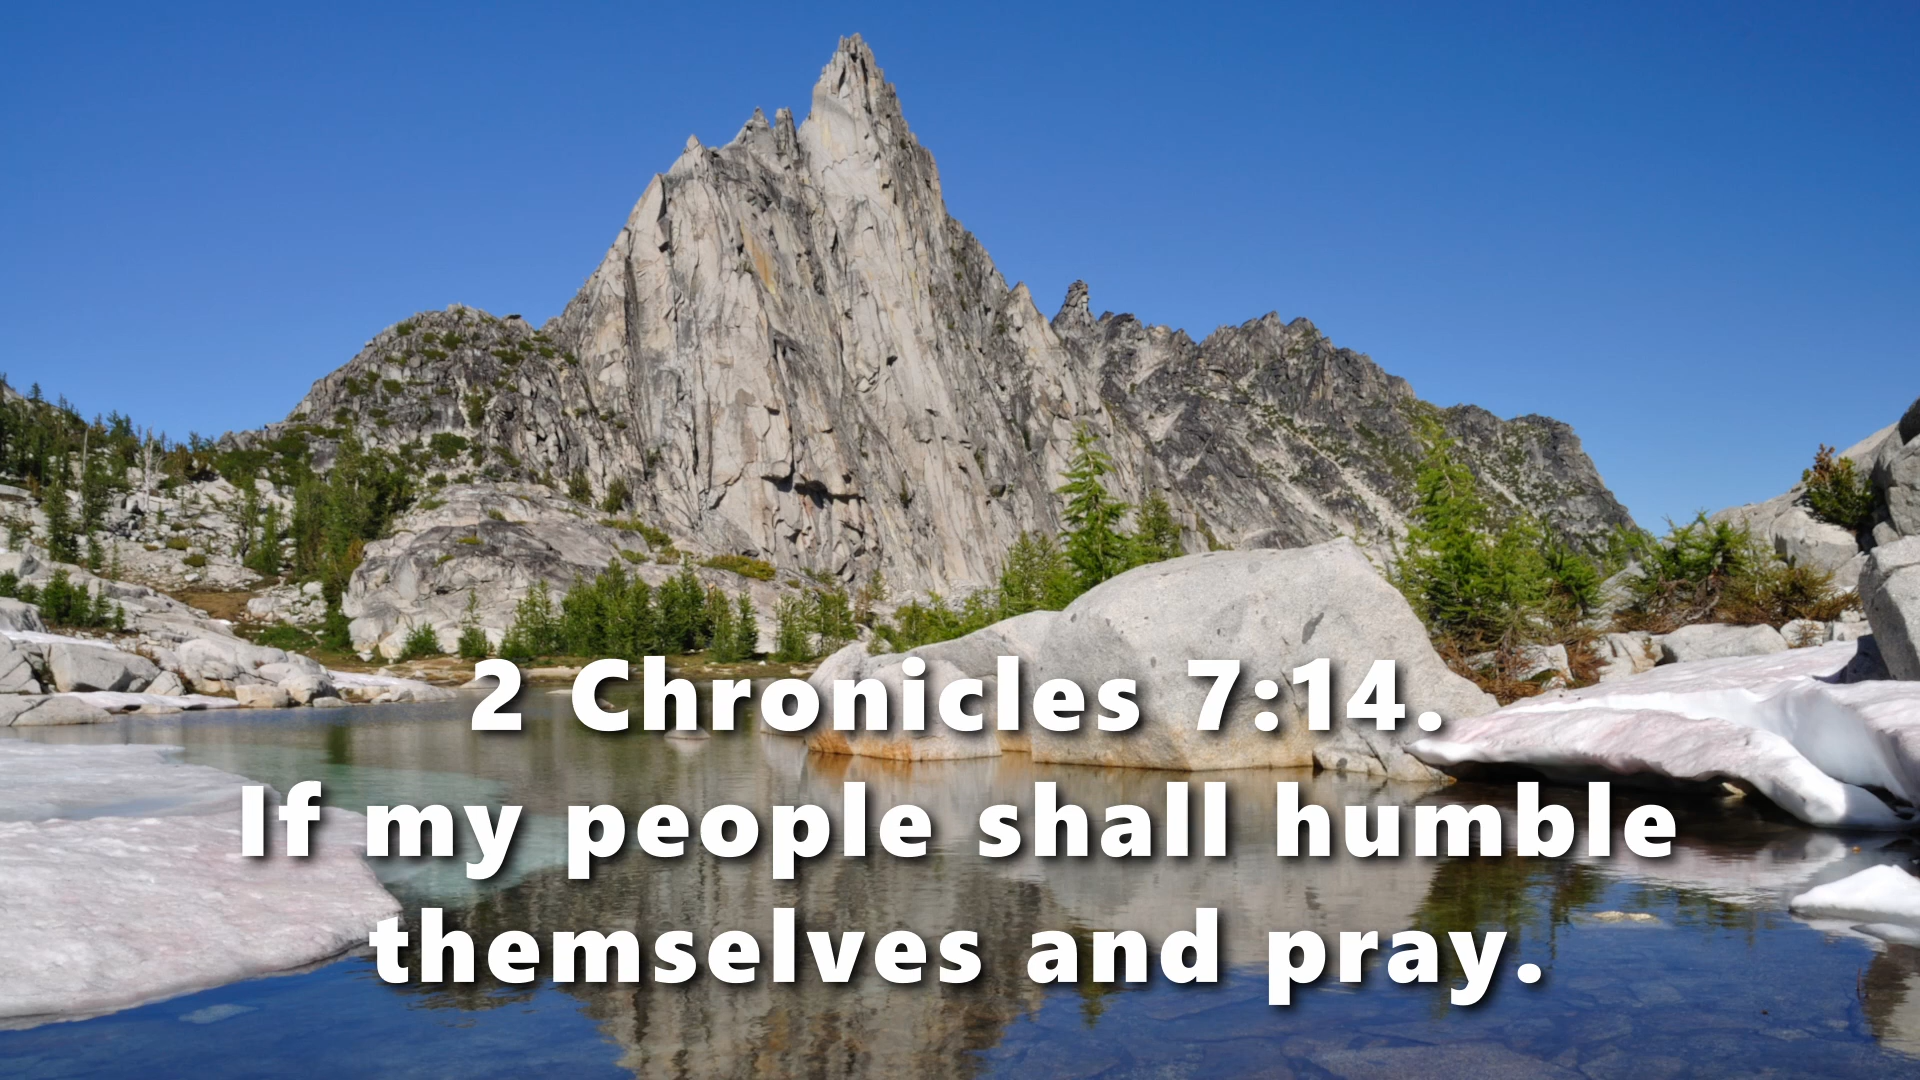 2 Chronicles 7:14.
If my people shall humble
themselves and pray.